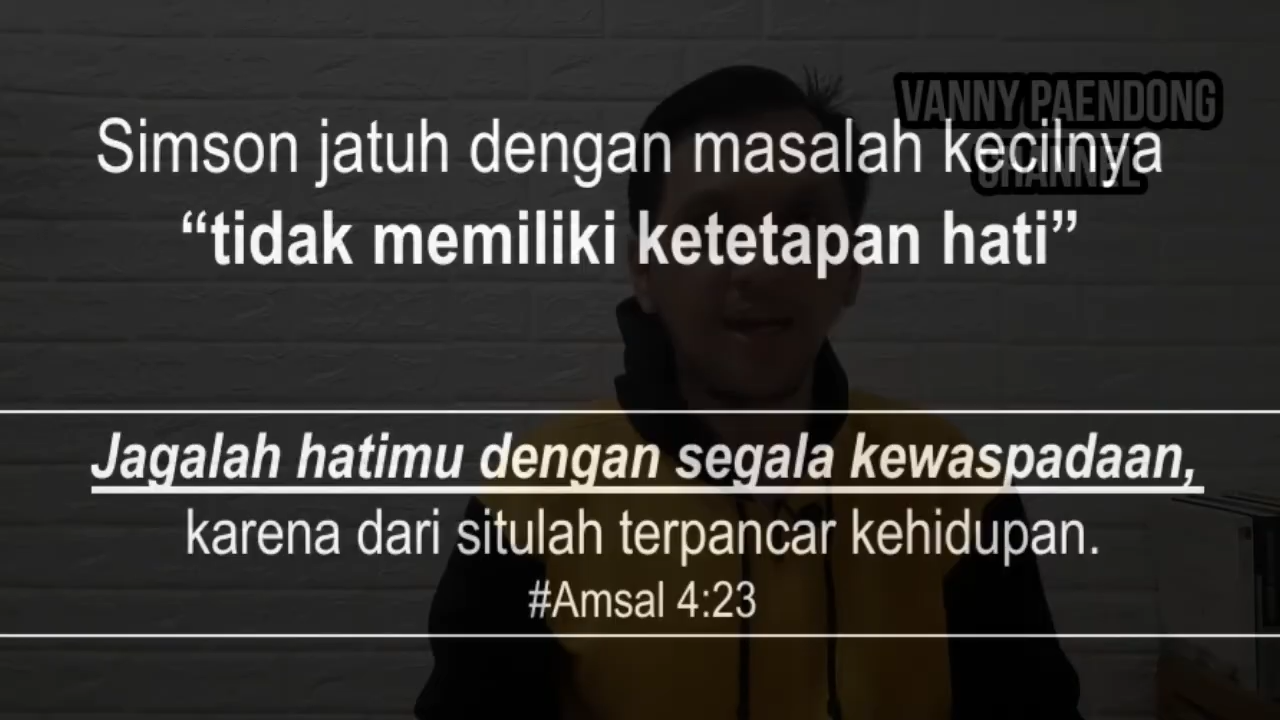 VANNY PAENDONG
CHANNEL
Simson jatuh dengan masalah kecilnya
“tidak memiliki ketetapan hati”
Jagalah hatimu dengan segala kewaspadaan,
karena dari situlah terpancar kehidupan.
#Amsal 4:23